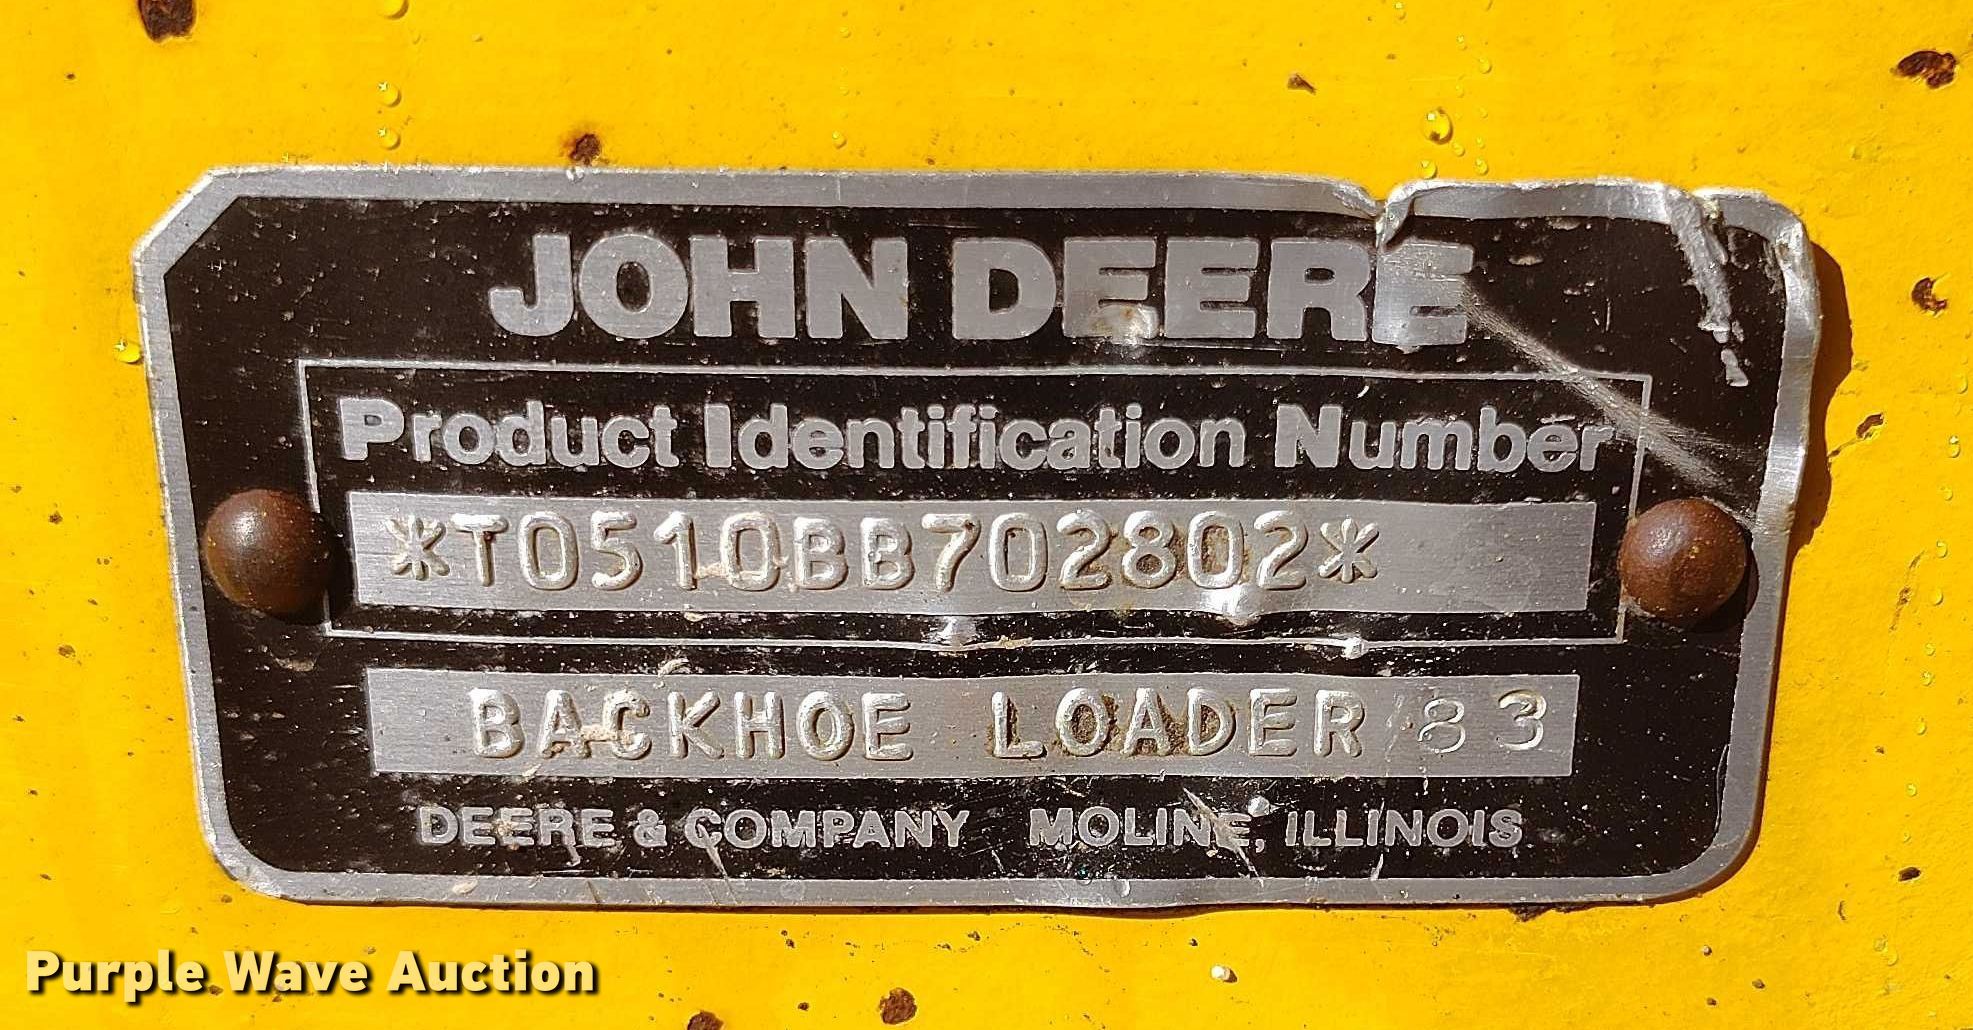 JOHN DEERE
Product Identification Number
*T0510BB702802*
BACKHOE LOADER 83
DEERE & COMPANY MOLINE, ILLINOIS
Purple Wave Auction